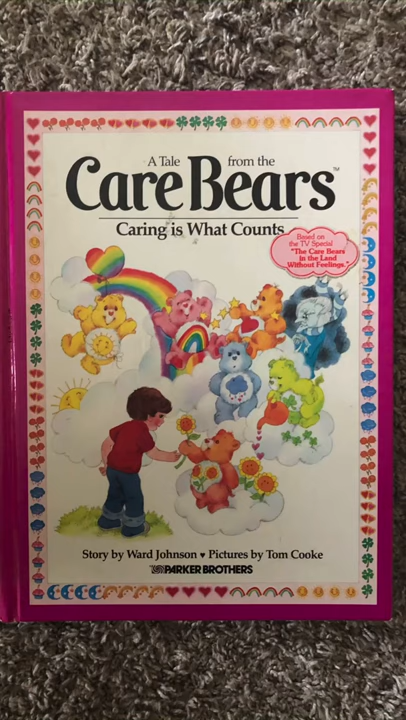 A Tale from the
Care Bears™
Caring is What Counts
Based on
the TV Special
"The Care Bears
in the Land
Without Feelings."
Story by Ward Johnson ♥ Pictures by Tom Cooke
PARKER BROTHERS